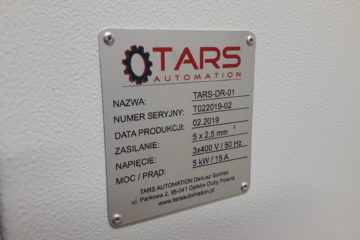 TARS
AUTOMATION
NAZWA: TARS-DR-01
NUMER SERYJNY: T022019-02
DATA PRODUKCJI: 02.2019
ZASILANIE: 5 x 2,5 mm²
NAPIĘCIE: 3x400 V / 50 Hz
MOC / PRĄD: 5 kW / 15 A
TARS AUTOMATION Dariusz Goliński
ul. Parkowa 2, 95-041 Gałków Duży, Poland
www.tarsautomation.pl